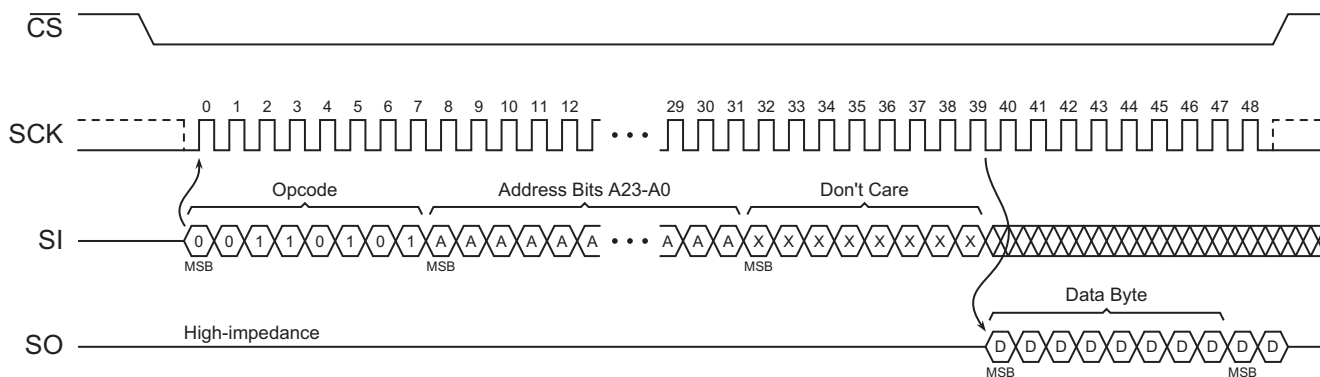 CS
0 1 2 3 4 5 6 7 8 9 10 11 12 29 30 31 32 33 34 35 36 37 38 39 40 41 42 43 44 45 46 47 48
SCK
Opcode Address Bits A23-A0 Don't Care
SI 0 0 1 1 0 1 0 1 A A A A A A A A A X X X X X X X X
MSB MSB MSB
Data Byte
High-impedance
SO D D D D D D D D D D
MSB MSB